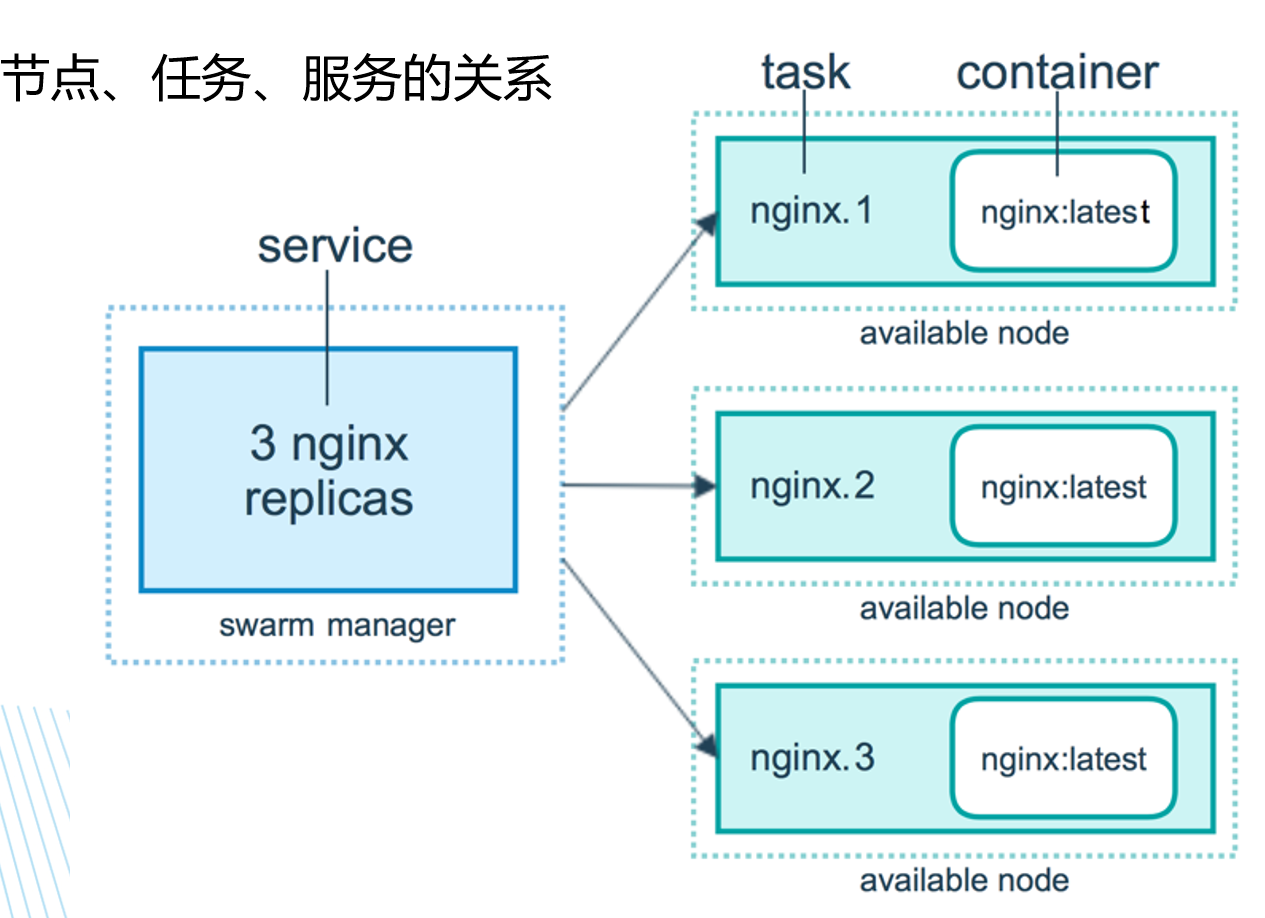 节点、任务、服务的关系
task
container
nginx.1
nginx:latest
available node
service
3 nginx
replicas
swarm manager
nginx.2
nginx:latest
available node
nginx.3
nginx:latest
available node